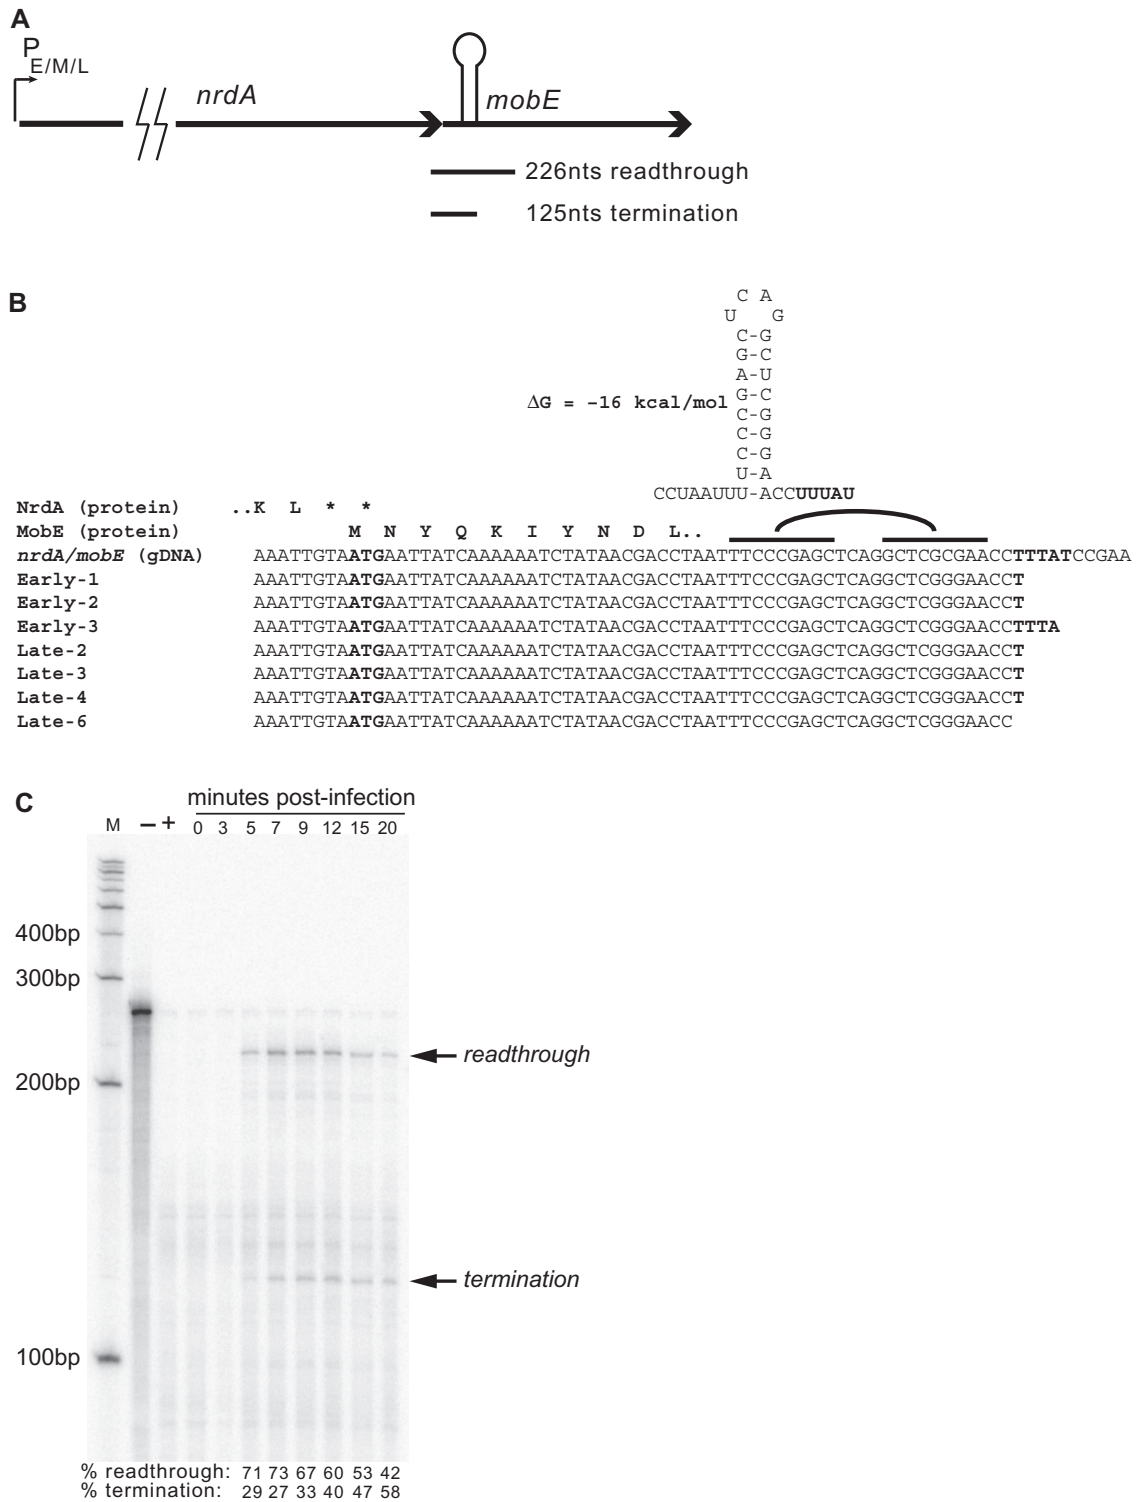 A
P E/M/L
nrdA
mobE
226nts readthrough
125nts termination
B
C A
U G
C-G
G-C
A-U
G-C
ΔG = -16 kcal/mol
C-G
C-G
C-G
U-A
CCUAAUUU-ACCUUUAU
NrdA (protein) ..K L * *
MobE (protein) M N Y Q K I Y N D L..
nrdA/mobE (gDNA) AAATTGTAATGAATTATCAAAAAATCTATAACGACCTAATTTCCCGAGCTCAGGCTCGCGAACCTTTATCCGAA
Early-1 AAATTGTAATGAATTATCAAAAAATCTATAACGACCTAATTTCCCGAGCTCAGGCTCGGGAACCT
Early-2 AAATTGTAATGAATTATCAAAAAATCTATAACGACCTAATTTCCCGAGCTCAGGCTCGGGAACCT
Early-3 AAATTGTAATGAATTATCAAAAAATCTATAACGACCTAATTTCCCGAGCTCAGGCTCGGGAACCTTTA
Late-2 AAATTGTAATGAATTATCAAAAAATCTATAACGACCTAATTTCCCGAGCTCAGGCTCGGGAACCT
Late-3 AAATTGTAATGAATTATCAAAAAATCTATAACGACCTAATTTCCCGAGCTCAGGCTCGGGAACCT
Late-4 AAATTGTAATGAATTATCAAAAAATCTATAACGACCTAATTTCCCGAGCTCAGGCTCGGGAACCT
Late-6 AAATTGTAATGAATTATCAAAAAATCTATAACGACCTAATTTCCCGAGCTCAGGCTCGGGAACC
C
minutes post-infection
M − + 0 3 5 7 9 12 15 20
400bp
300bp
readthrough
200bp
termination
100bp
% readthrough: 71 73 67 60 53 42
% termination: 29 27 33 40 47 58